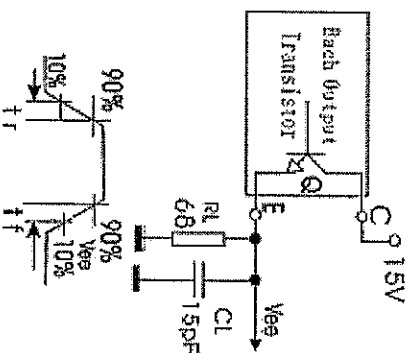 15V
C
Each Output
Transistor
Q
E
Vee
RL
68
CL
15pF
90%
10%
tr
90%
Vee
10%
tf